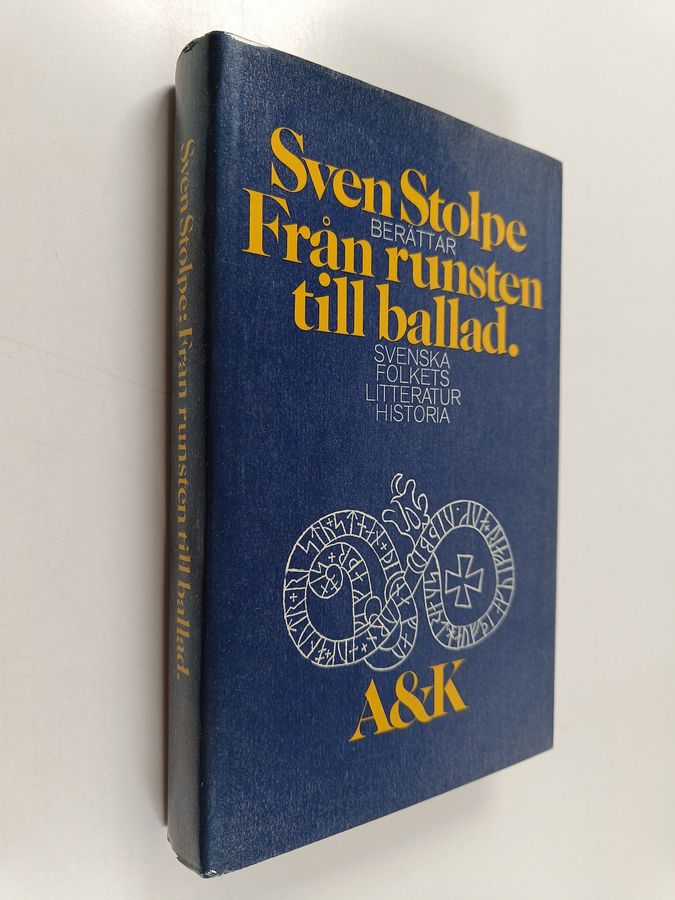 Sven Stolpe
BERÄTTAR
Från runsten
till ballad.
SVENSKA
FOLKETS
LITTERATUR
HISTORIA
A&K
Sven Stolpe: Från runsten till ballad.